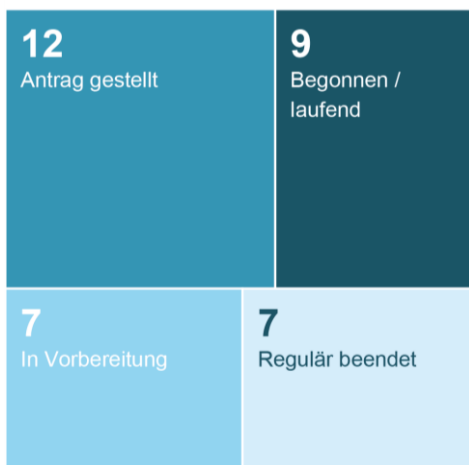 12
Antrag gestellt
9
Begonnen /
laufend
7
In Vorbereitung
7
Regulär beendet